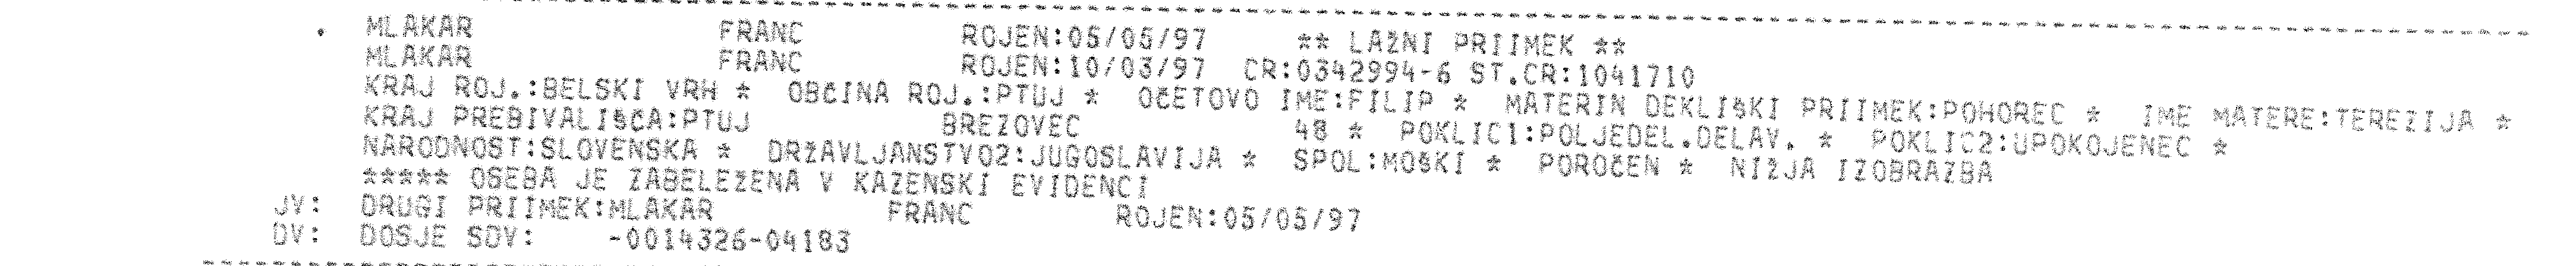 . MLAKAR FRANC ROJEN:05/05/97 ** LAŽNI PRIIMEK **
MLAKAR FRANC ROJEN:10/03/97 CR:0342994-6 ST.CR:1041710
KRAJ ROJ.:BELSKI VRH * OBČINA ROJ.:PTUJ * OČETOVO IME:FILIP * MATERIN DEKLIŠKI PRIIMEK:POHOREC * IME MATERE:TEREZIJA *
KRAJ PREBIVALIŠČA:PTUJ BREZOVEC 48 * POKLIC1:POLJEDEL.DELAV. * POKLIC2:UPOKOJENEC *
NARODNOST:SLOVENSKA * DRŽAVLJANSTVO2:JUGOSLAVIJA * SPOL:MOŠKI * POROČEN * NIŽJA IZOBRAZBA
***** OSEBA JE ZABELEŽENA V KAZENSKI EVIDENCI
JV: DRUGI PRIIMEK:MLAKAR FRANC ROJEN:05/05/97
DV: DOSJE SDV: -0014326-04183